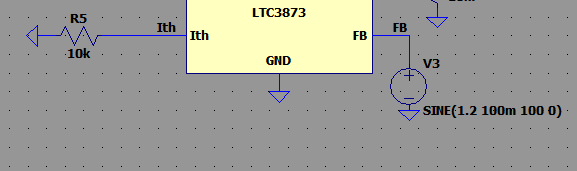 LTC3873
R5
Ith
Ith
FB
FB
10k
GND
V3
SINE(1.2 100m 100 0)